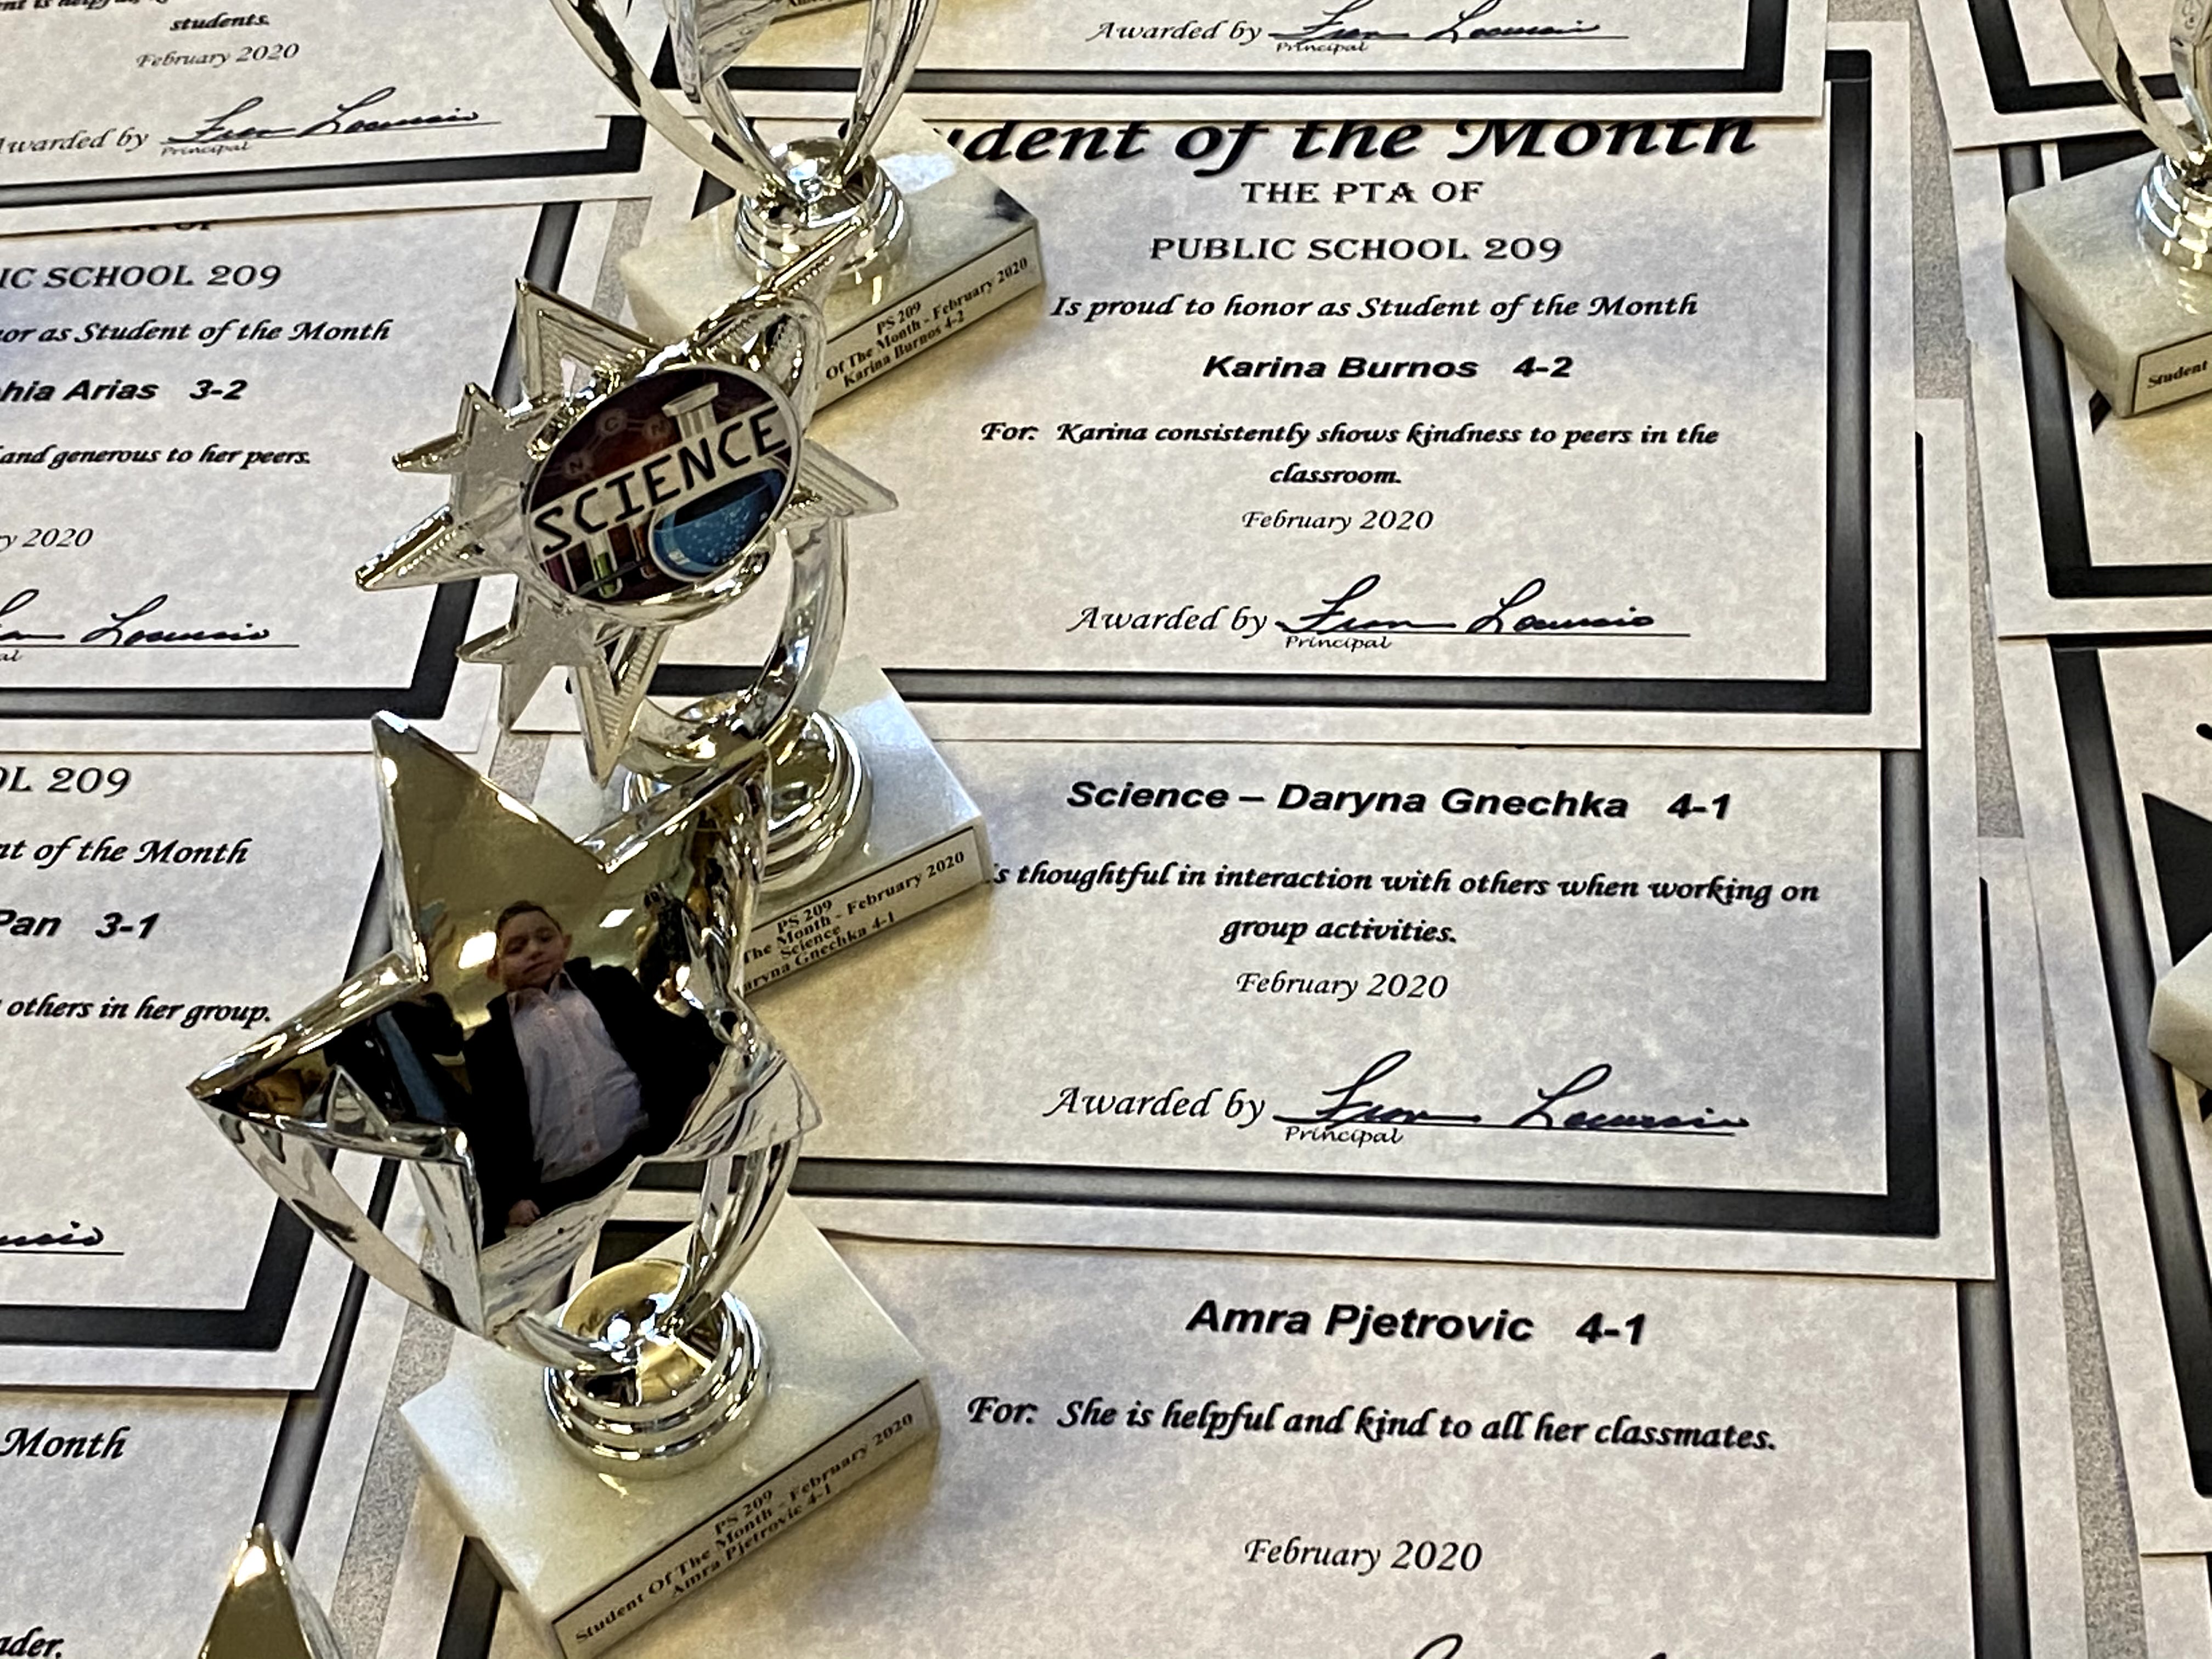 students.
February 2020
Awarded by
Principal
Awarded by
Principal
of the Month
THE PTA OF
PUBLIC SCHOOL 209
Is proud to honor as Student of the Month
Karina Burnos 4-2
For: Karina consistently shows kindness to peers in the
classroom.
February 2020
Awarded by
Principal
PS 209
Of The Month - February 2020
Karina Burnos 4-2
SCHOOL 209
as Student of the Month
Arias 3-2
and generous to her peers.
2020
SCIENCE
Student
Science – Daryna Gnechka 4-1
thoughtful in interaction with others when working on
group activities.
February 2020
Awarded by
Principal
PS 209
The Month - February 2020
Science
Gnechka 4-1
209
of the Month
Pan 3-1
others in her group.
Amra Pjetrovic 4-1
For: She is helpful and kind to all her classmates.
February 2020
PS 209
Student Of The Month - February 2020
Amra Pjetrovic 4-1
Month